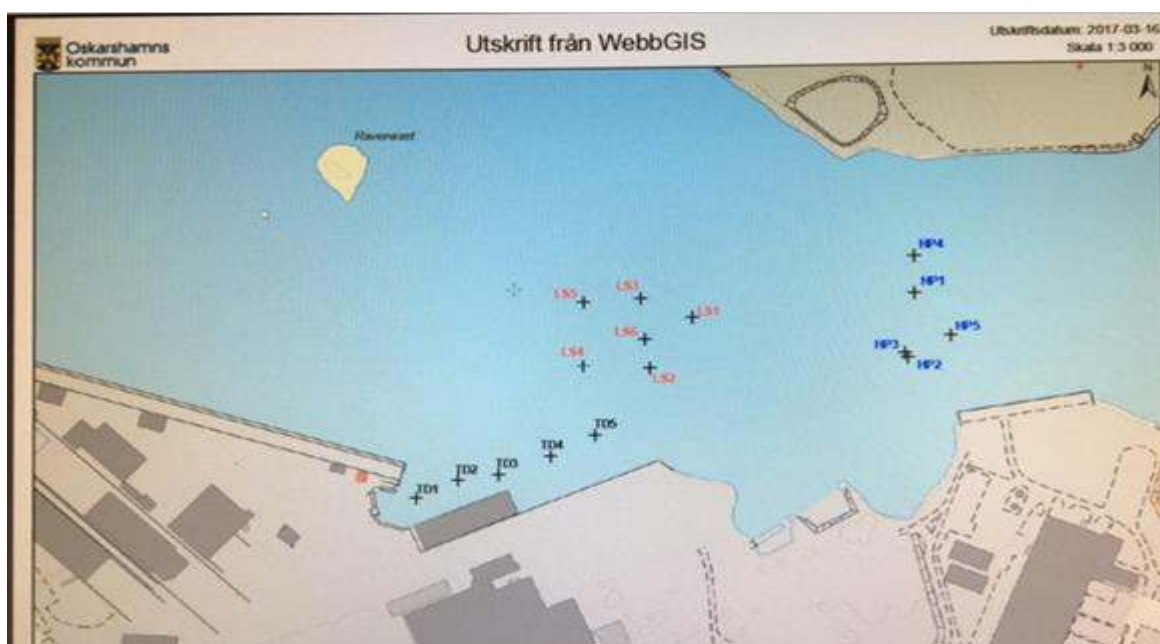 Oskarshamns
kommun
Utskrift från WebbGIS
Utskriftsdatum: 2017-03-16
Skala 1:3 000
N
HP4
LS3
LS5
HP1
LS1
LS6
HP5
HP3
HP2
LS4
LS2
TD5
TD4
TD3
TD2
TD1